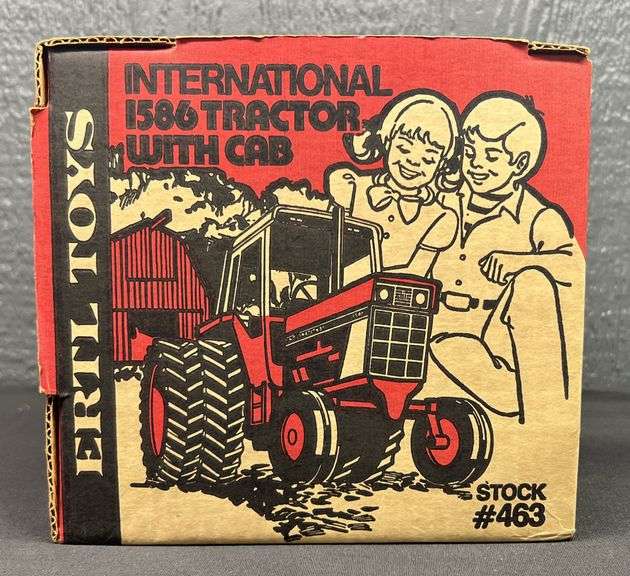 INTERNATIONAL
1586 TRACTOR
WITH CAB
ERTL TOYS
STOCK
#463